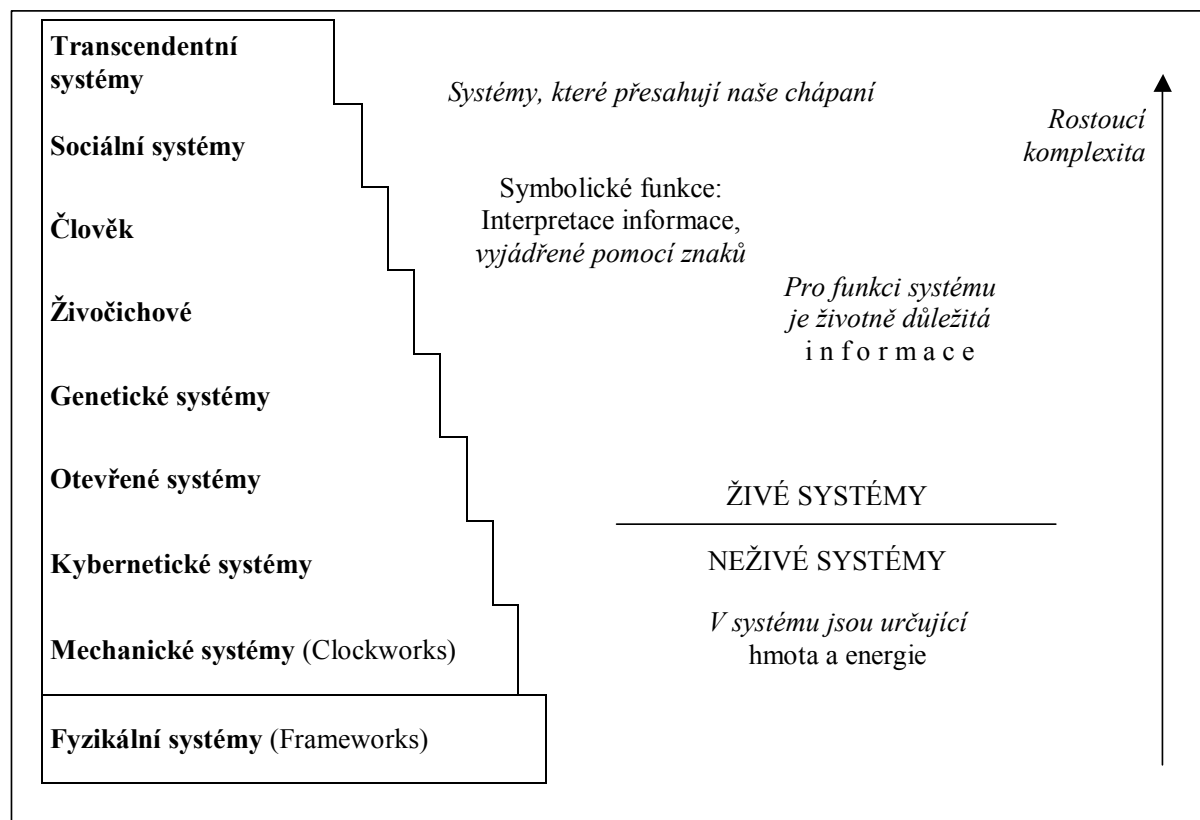 Transcendentní
systémy
Systémy, které přesahují naše chápaní
Rostoucí
komplexita
Sociální systémy
Symbolické funkce:
Interpretace informace,
vyjádřené pomocí znaků
Člověk
Pro funkci systému
je životně důležitá
i n f o r m a c e
Živočichové
Genetické systémy
Otevřené systémy
ŽIVÉ SYSTÉMY
NEŽIVÉ SYSTÉMY
Kybernetické systémy
V systému jsou určující
hmota a energie
Mechanické systémy (Clockworks)
Fyzikální systémy (Frameworks)